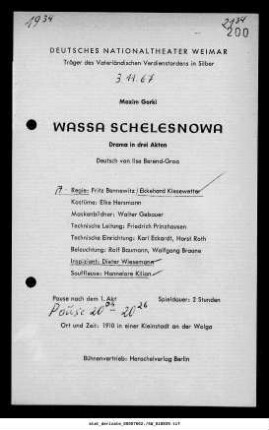 1934
2134
200
DEUTSCHES NATIONALTHEATER WEIMAR
Träger des Vaterländischen Verdienstordens in Silber
3.11.67
Maxim Gorki
WASSA SCHELESNOWA
Drama in drei Akten
Deutsch von Ilse Berend-Groa
Regie: Fritz Bennewitz / Eckehard Kiesewetter
Kostüme: Elke Hersmann
Maskenbildner: Walter Gebauer
Technische Leitung: Friedrich Prinzhausen
Technische Einrichtung: Karl Eckardt, Horst Roth
Beleuchtung: Rolf Baumann, Wolfgang Braune
Inspizient: Dieter Wiesemann
Souffleuse: Hannelore Kilian
Pause nach dem 1. Akt Spieldauer: 2 Stunden
Pause 20 – 20 26
Ort und Zeit: 1910 in einer Kleinstadt an der Wolga
Bühnenvertrieb: Henschelverlag Berlin